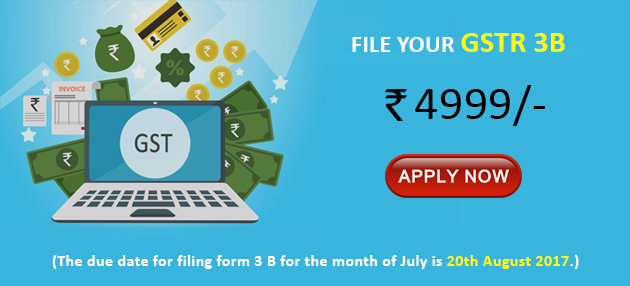 FILE YOUR GSTR 3B
₹ 4999/-
INVOICE
₹
₹
₹
₹
₹
₹
₹
₹
%
GST
APPLY NOW
(The due date for filing form 3 B for the month of July is 20th August 2017.)